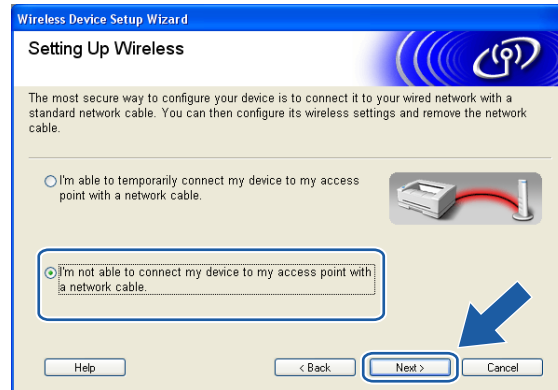 Wireless Device Setup Wizard
Setting Up Wireless
The most secure way to configure your device is to connect it to your wired network with a
standard network cable. You can then configure its wireless settings and remove the network
cable.
I'm able to temporarily connect my device to my access
point with a network cable.
I'm not able to connect my device to my access point with
a network cable.
Help
< Back
Next >
Cancel